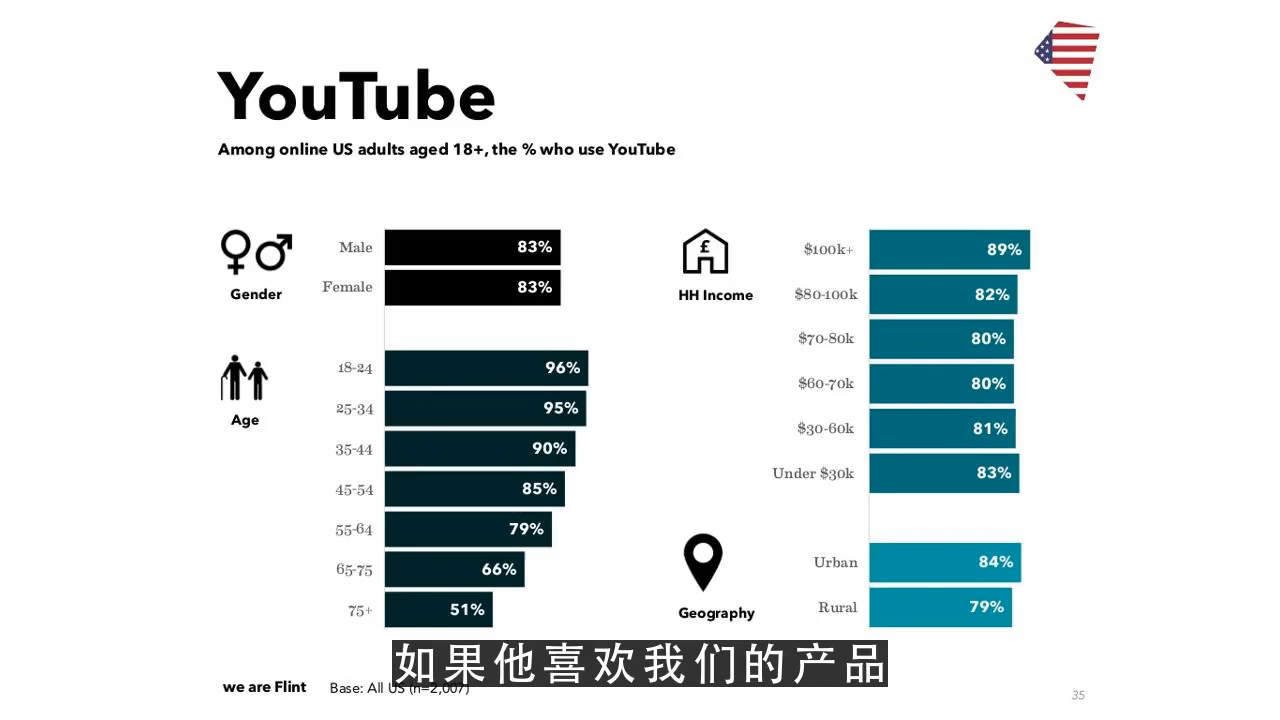 YouTube
Among online US adults aged 18+, the % who use YouTube
Gender
Male 83%
Female 83%
Age
18-24 96%
25-34 95%
35-44 90%
45-54 85%
55-64 79%
65-75 66%
75+ 51%
£
HH Income
$100k+ 89%
$80-100k 82%
$70-80k 80%
$60-70k 80%
$30-60k 81%
Under $30k 83%
Geography
Urban 84%
Rural 79%
如果他喜欢我们的产品
we are Flint Base: All US (n=2,007)
35